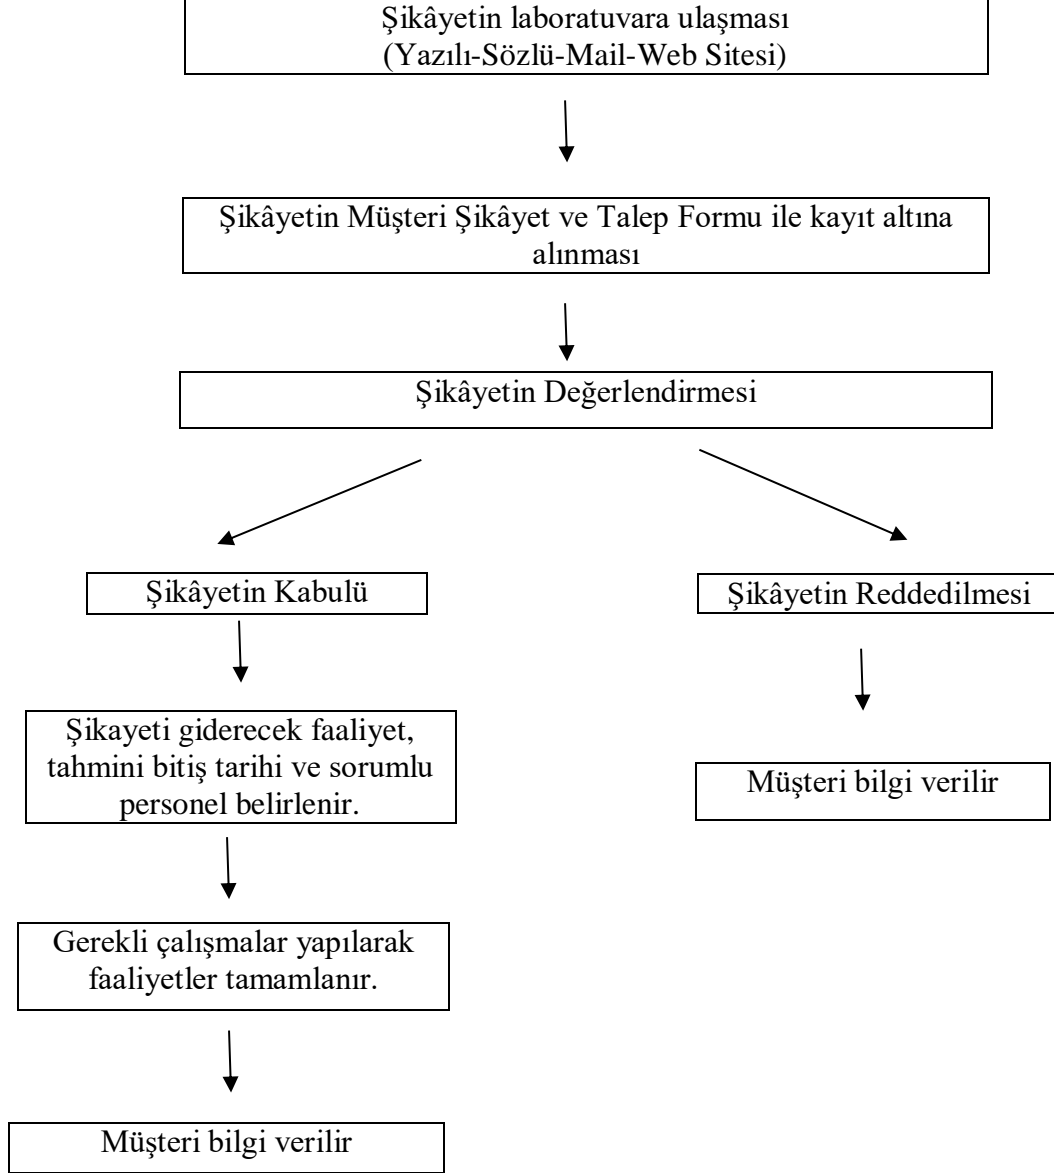 Şikâyetin laboratuvara ulaşması
(Yazılı-Sözlü-Mail-Web Sitesi)
Şikâyetin Müşteri Şikâyet ve Talep Formu ile kayıt altına
alınması
Şikâyetin Değerlendirmesi
Şikâyetin Kabulü
Şikâyetin Reddedilmesi
Şikayeti giderecek faaliyet,
tahmini bitiş tarihi ve sorumlu
personel belirlenir.
Müşteri bilgi verilir
Gerekli çalışmalar yapılarak
faaliyetler tamamlanır.
Müşteri bilgi verilir